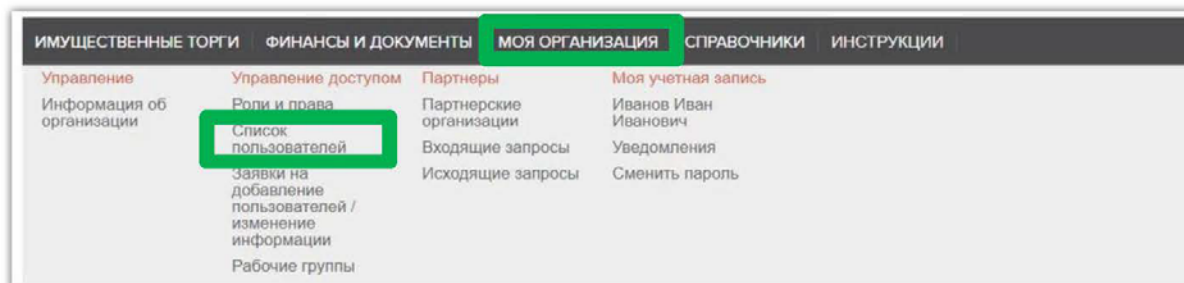 ИМУЩЕСТВЕННЫЕ ТОРГИ ФИНАНСЫ И ДОКУМЕНТЫ МОЯ ОРГАНИЗАЦИЯ СПРАВОЧНИКИ ИНСТРУКЦИИ
Управление
Информация об
организации
Управление доступом
Роли и права
Список
пользователей
Заявки на
добавление
пользователей /
изменение
информации
Рабочие группы
Партнеры
Партнерские
организации
Входящие запросы
Исходящие запросы
Моя учетная запись
Иванов Иван
Иванович
Уведомления
Сменить пароль